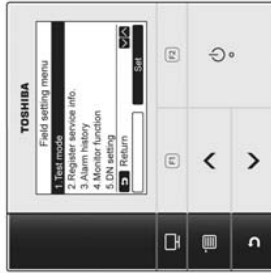 TOSHIBA
Field setting menu
1.Test mode
2.Register service info.
3.Alarm history
4.Monitor function
5.DN setting
Return
Set
F1
F2